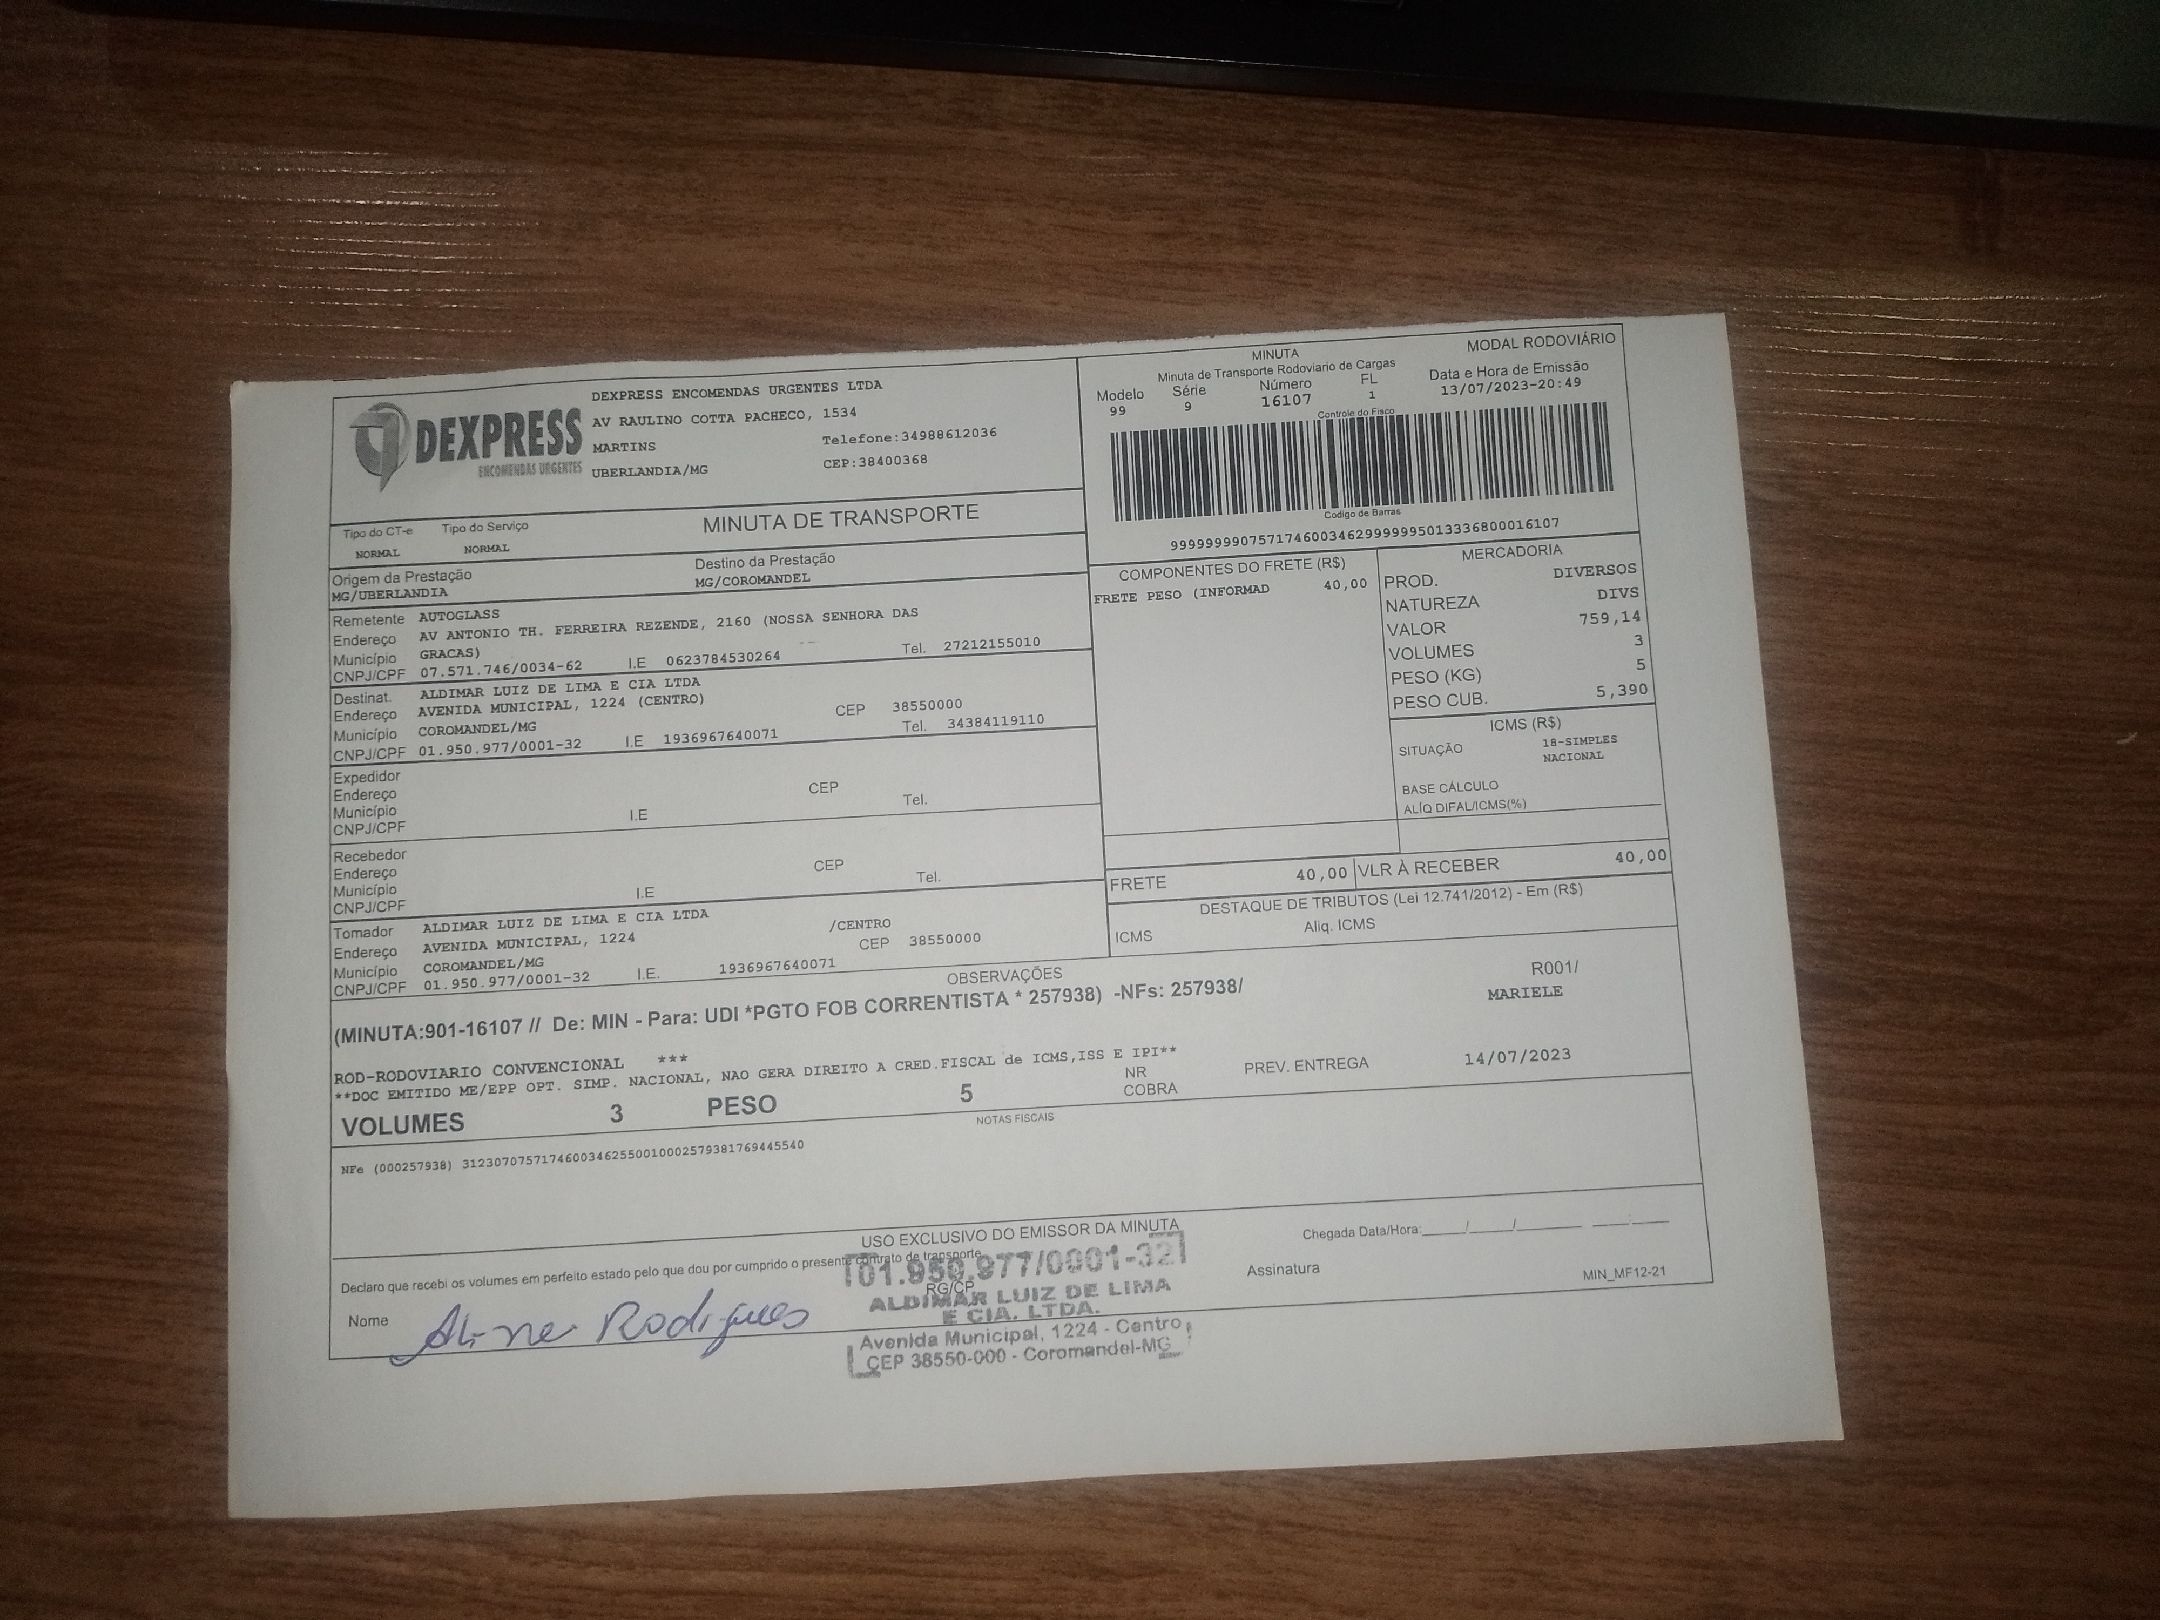 DEXPRESS
ENCOMENDAS URGENTES
DEXPRESS ENCOMENDAS URGENTES LTDA
AV RAULINO COTTA PACHECO, 1534
MARTINS Telefone:34988612036
UBERLANDIA/MG CEP:38400368
MINUTA MODAL RODOVIÁRIO
Minuta de Transporte Rodoviario de Cargas
Modelo Série Número FL Data e Hora de Emissão
99 9 16107 1 13/07/2023-20:49
Controle do Fisco
Codigo de Barras
99999999075717460034629999995013336800016107
Tipo do CT-e Tipo do Serviço MINUTA DE TRANSPORTE
NORMAL NORMAL
Origem da Prestação Destino da Prestação
MG/UBERLANDIA MG/COROMANDEL
Remetente AUTOGLASS
Endereço AV ANTONIO TH. FERREIRA REZENDE, 2160 (NOSSA SENHORA DAS
Município GRACAS)
CNPJ/CPF 07.571.746/0034-62 I.E 0623784530264 Tel. 27212155010
Destinat. ALDIMAR LUIZ DE LIMA E CIA LTDA
Endereço AVENIDA MUNICIPAL, 1224 (CENTRO) CEP 38550000
Município COROMANDEL/MG Tel. 34384119110
CNPJ/CPF 01.950.977/0001-32 I.E 1936967640071
Expedidor
Endereço CEP
Município Tel.
CNPJ/CPF I.E
Recebedor
Endereço CEP
Município Tel.
CNPJ/CPF I.E
Tomador ALDIMAR LUIZ DE LIMA E CIA LTDA /CENTRO
Endereço AVENIDA MUNICIPAL, 1224 CEP 38550000
Município COROMANDEL/MG
CNPJ/CPF 01.950.977/0001-32 I.E. 1936967640071
COMPONENTES DO FRETE (R$)
FRETE PESO (INFORMAD 40,00
MERCADORIA
PROD. DIVERSOS
NATUREZA DIVS
VALOR 759,14
VOLUMES 3
PESO (KG) 5
PESO CUB. 5,390
ICMS (R$)
SITUAÇÃO 18-SIMPLES
NACIONAL
BASE CÁLCULO
ALÍQ DIFAL/ICMS(%)
FRETE 40,00 VLR À RECEBER 40,00
DESTAQUE DE TRIBUTOS (Lei 12.741/2012) - Em (R$)
ICMS Aliq. ICMS
OBSERVAÇÕES R001/
(MINUTA:901-16107 // De: MIN - Para: UDI *PGTO FOB CORRENTISTA * 257938) -NFs: 257938/ MARIELE
ROD-RODOVIARIO CONVENCIONAL ***
**DOC EMITIDO ME/EPP OPT. SIMP. NACIONAL, NAO GERA DIREITO A CRED.FISCAL de ICMS,ISS E IPI**
NR
COBRA
PREV. ENTREGA 14/07/2023
VOLUMES 3 PESO 5
NOTAS FISCAIS
NFe (000257938) 31230707571746003462550010002579381769445540
USO EXCLUSIVO DO EMISSOR DA MINUTA
Declaro que recebi os volumes em perfeito estado pelo que dou por cumprido o presente contrato de transporte
Chegada Data/Hora:____/____/______ ____:____
Nome Aline Rodrigues RG/CP Assinatura MIN_MF12-21
01.950.977/0001-32
ALDIMAR LUIZ DE LIMA
E CIA. LTDA.
Avenida Municipal, 1224 - Centro
CEP 38550-000 - Coromandel-MG